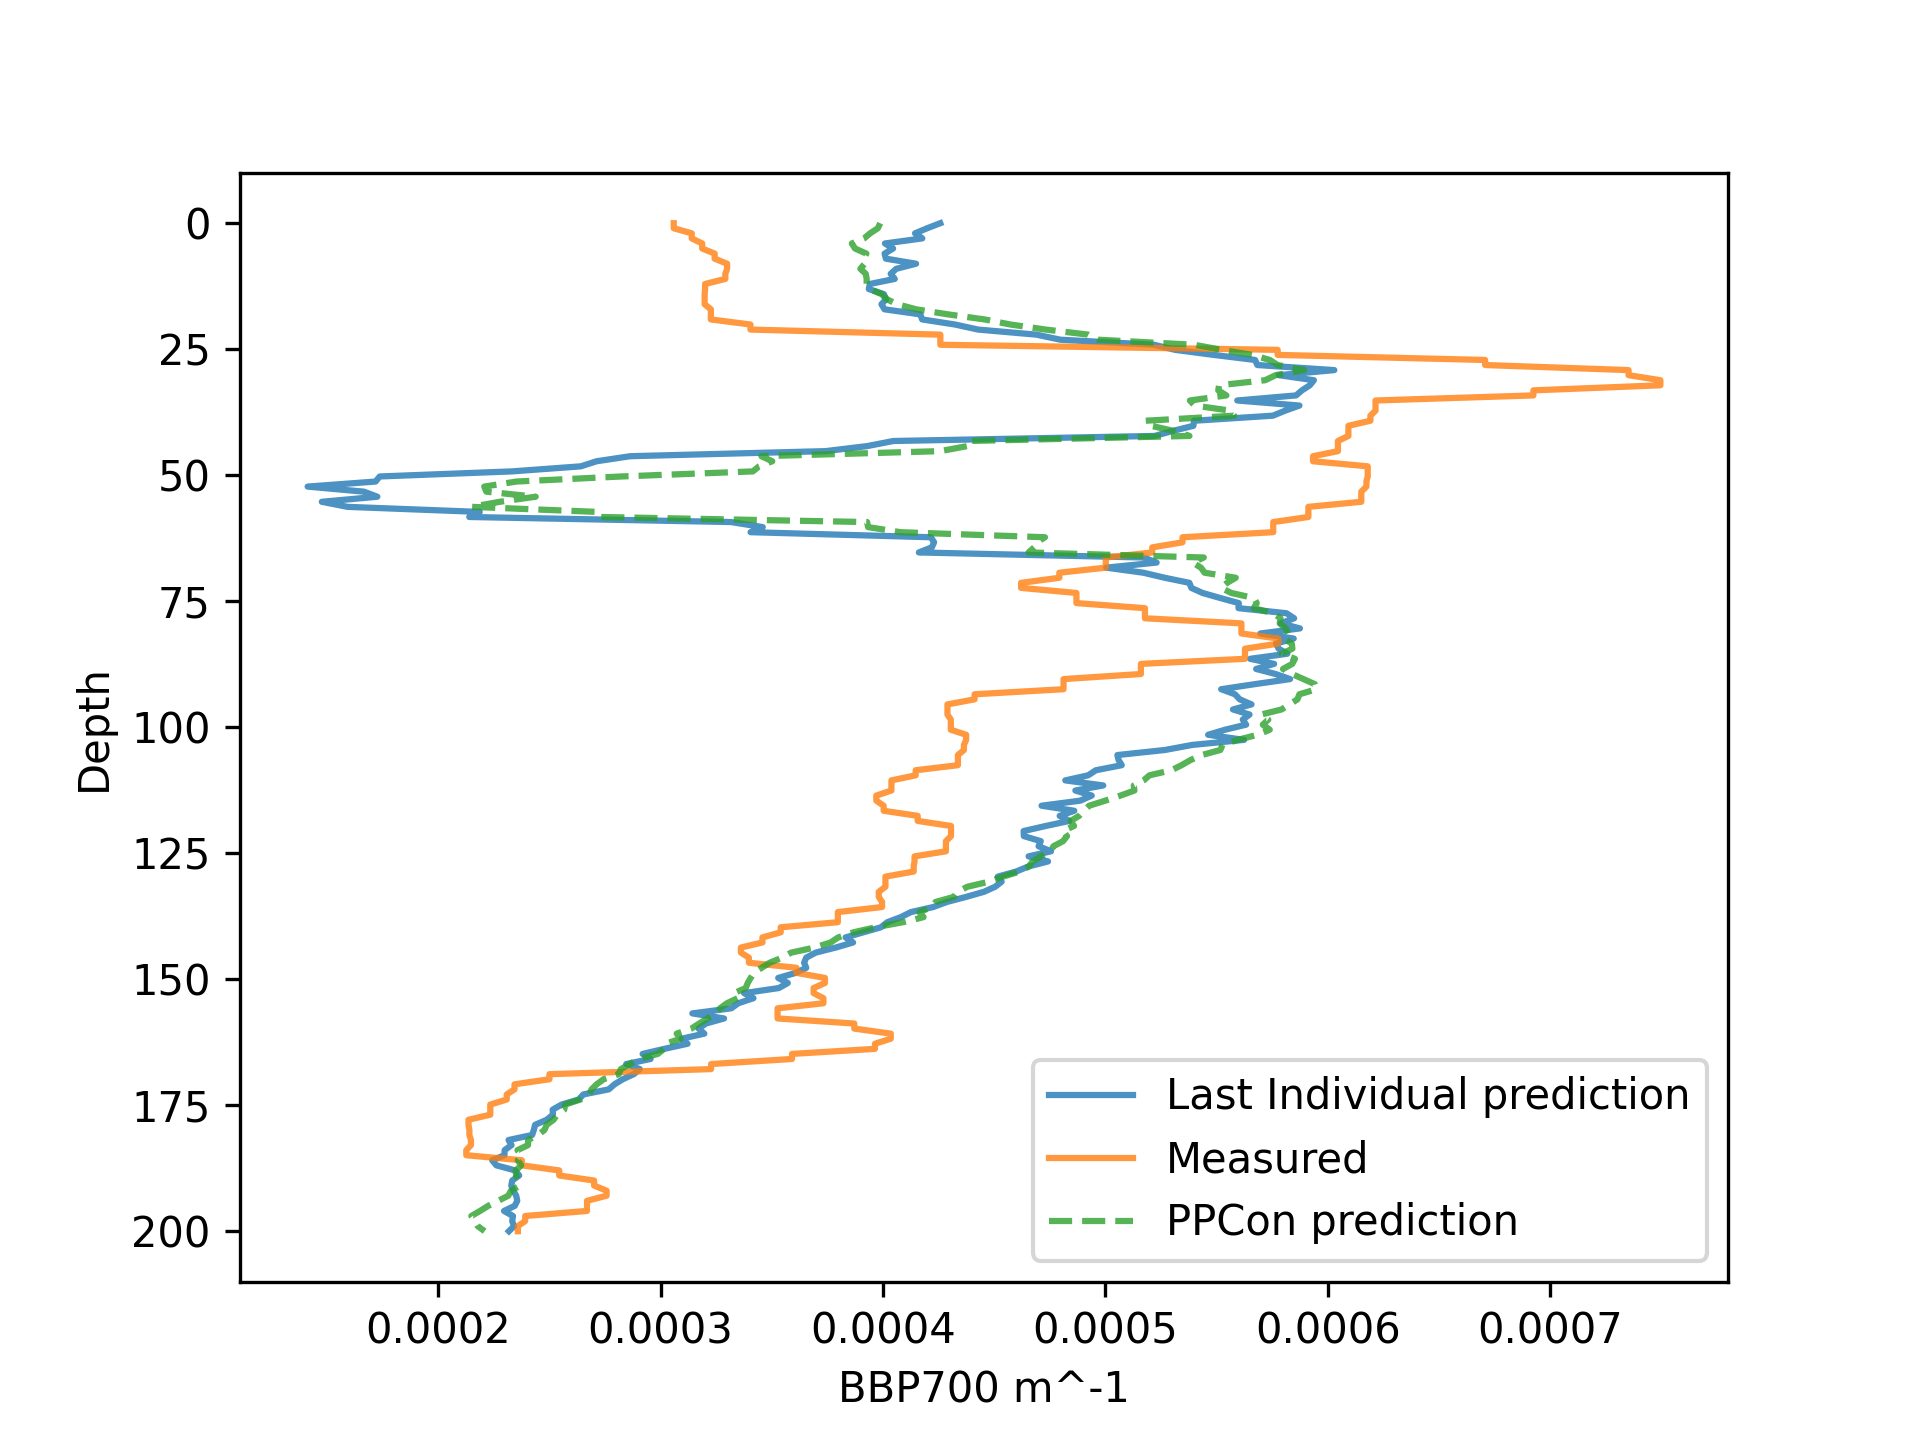 0
25
50
75
100
125
150
175
200
Depth
0.0002 0.0003 0.0004 0.0005 0.0006 0.0007
BBP700 m^-1
Last Individual prediction
Measured
PPCon prediction